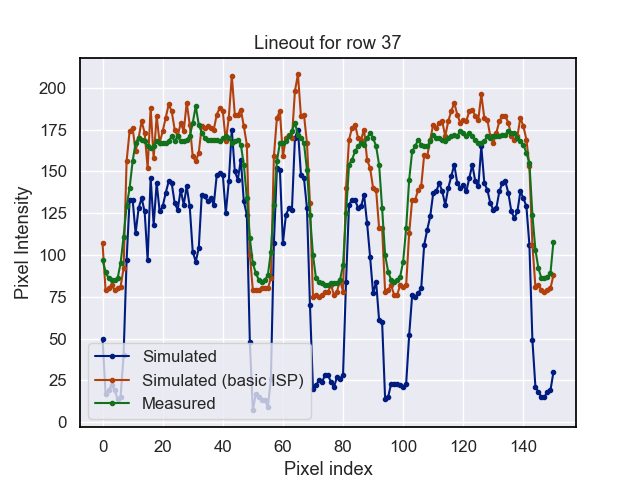 Lineout for row 37
Pixel Intensity
200
175
150
125
100
75
50
25
0
Simulated
Simulated (basic ISP)
Measured
0 20 40 60 80 100 120 140
Pixel index